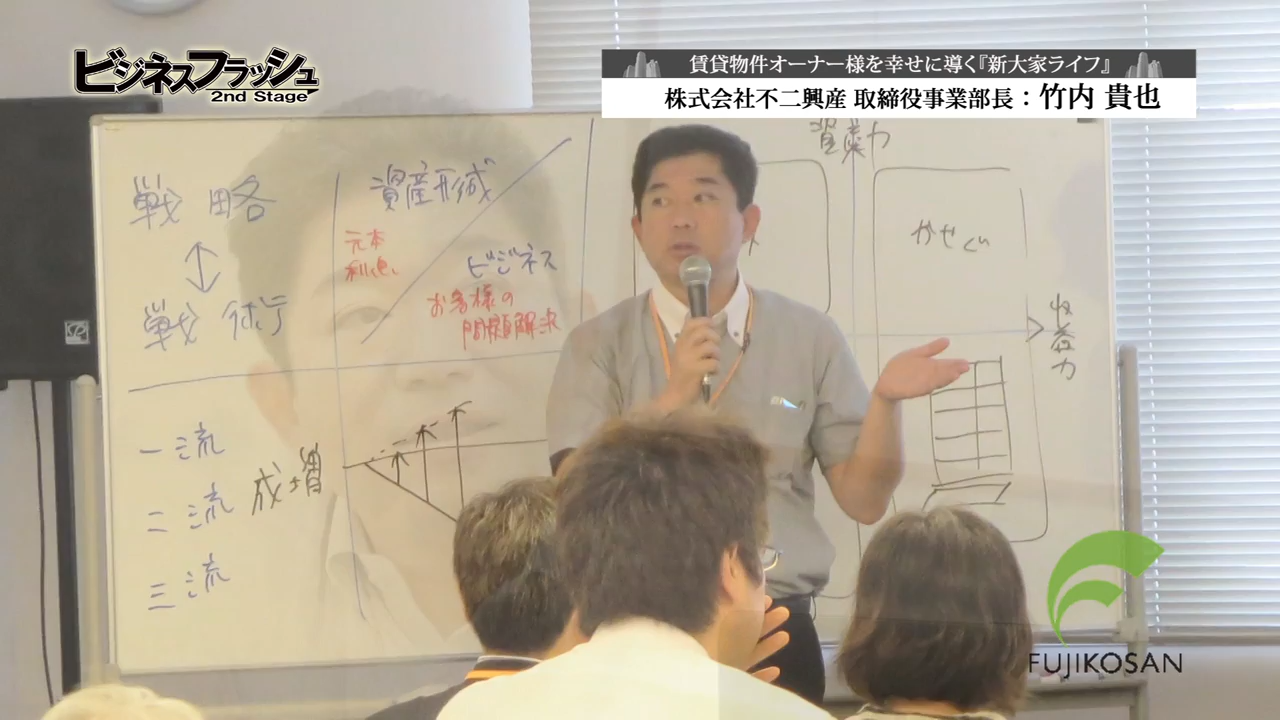 ビジネスフラッシュ
2nd Stage
賃貸物件オーナー様を幸せに導く『新大家ライフ』
株式会社不二興産 取締役事業部長：竹内 貴也
戦略
戦術
資産形成
元本
ビジネス
お客様の
問題解決
一流
二流
三流
成増
かせぐ
収益力
FUJIKOSAN